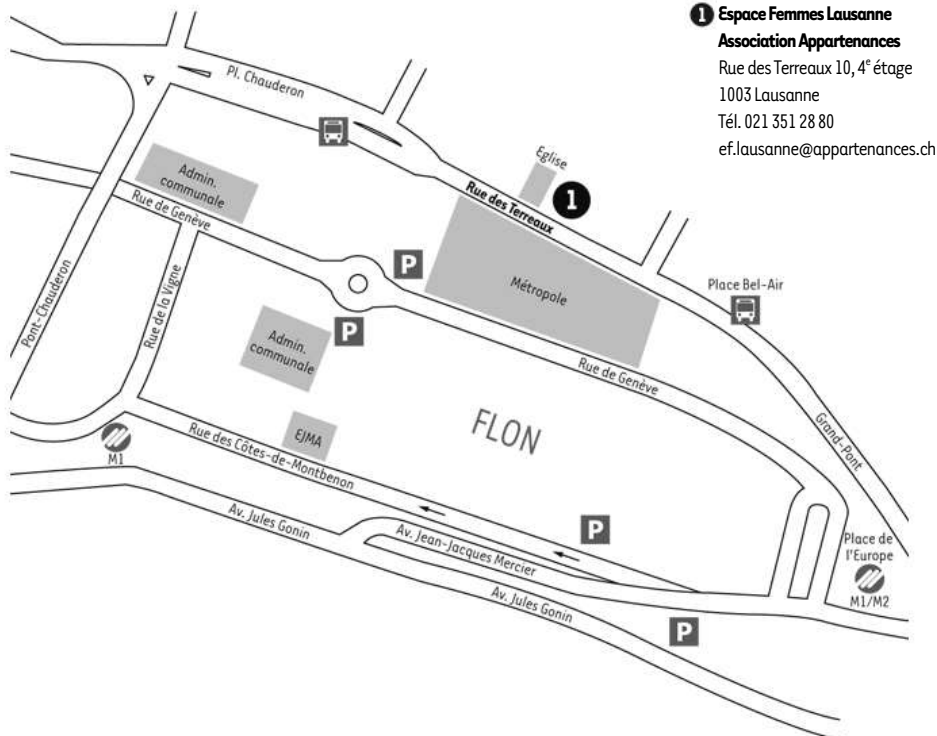 1 Espace Femmes Lausanne
Association Appartenances
Rue des Terreaux 10, 4e étage
1003 Lausanne
Tél. 021 351 28 80
ef.lausanne@appartenances.ch
Pl. Chauderon
Eglise
1
Rue des Terreaux
Admin.
communale
Rue de Genève
P
Métropole
Place Bel-Air
Pont-Chauderon
Rue de la Vigne
P
Admin.
communale
Rue de Genève
FLON
Grand-Pont
EJMA
M1
Rue des Côtes-de-Montbenon
Av. Jules Gonin
Av. Jean-Jacques Mercier
P
Place de
l'Europe
M1/M2
Av. Jules Gonin
P